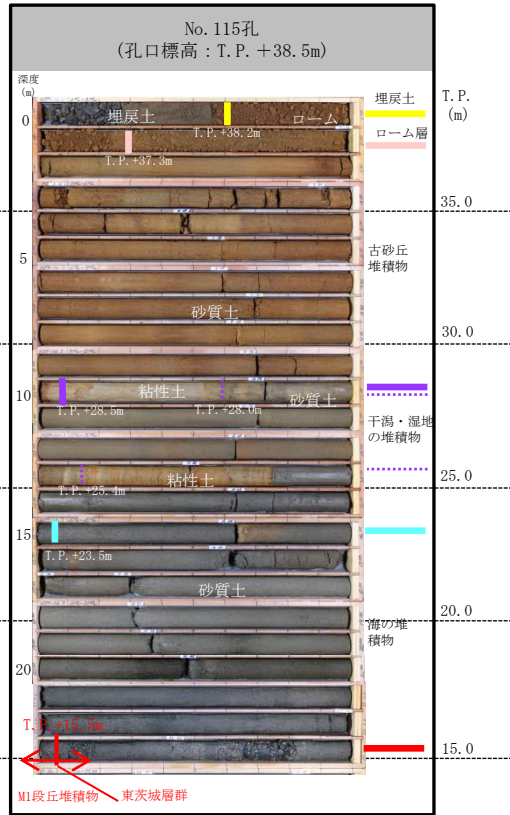 No.115孔
(孔口標高：T.P.＋38.5m)
深度
(m)
T.P.
(m)
0
埋戻土
ローム
埋戻土
T.P.+38.2m
ローム層
T.P.+37.3m
35.0
5
古砂丘
堆積物
砂質土
30.0
粘性土
砂質土
10
T.P.+28.5m
T.P.+28.0m
干潟・湿地
の堆積物
粘性土
T.P.+25.4m
25.0
15
T.P.+23.5m
砂質土
20.0
海の堆
積物
20
15.0
M1段丘堆積物
東茨城層群